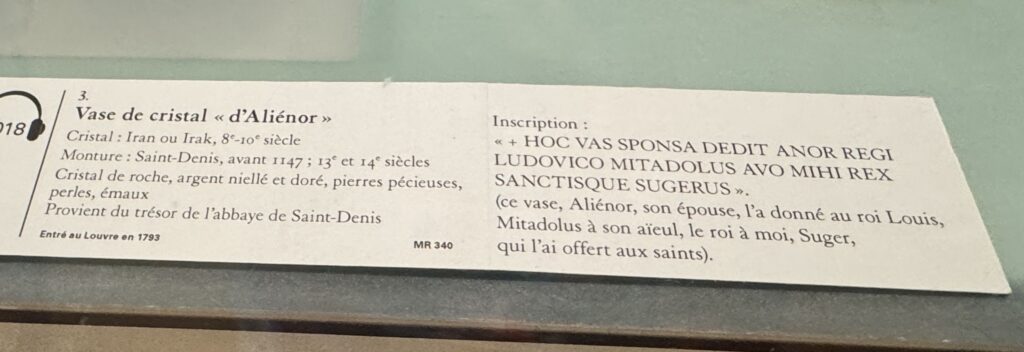 018
3.
Vase de cristal « d’Aliénor »
Cristal : Iran ou Irak, 8e-10e siècle
Monture : Saint-Denis, avant 1147 ; 13e et 14e siècles
Cristal de roche, argent niellé et doré, pierres pécieuses,
perles, émaux
Provient du trésor de l’abbaye de Saint-Denis
Entré au Louvre en 1793
MR 340
Inscription :
« + HOC VAS SPONSA DEDIT ANOR REGI
LUDOVICO MITADOLUS AVO MIHI REX
SANCTISQUE SUGERUS ».
(ce vase, Aliénor, son épouse, l’a donné au roi Louis,
Mitadolus à son aïeul, le roi à moi, Suger,
qui l’ai offert aux saints).